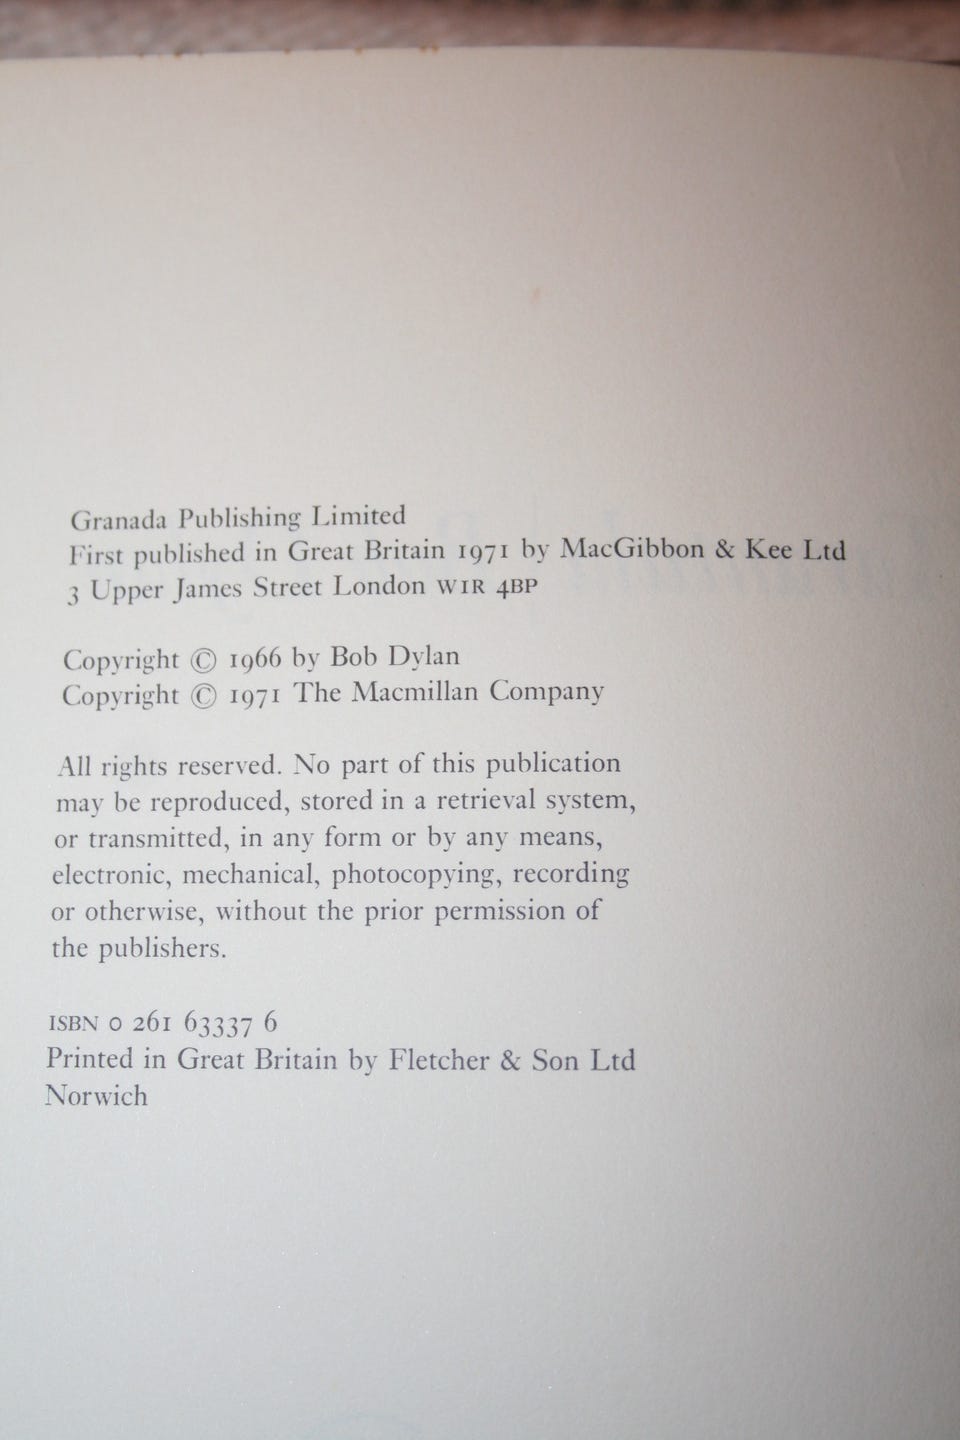 Granada Publishing Limited
First published in Great Britain 1971 by MacGibbon & Kee Ltd
3 Upper James Street London W1R 4BP
Copyright © 1966 by Bob Dylan
Copyright © 1971 The Macmillan Company
All rights reserved. No part of this publication
may be reproduced, stored in a retrieval system,
or transmitted, in any form or by any means,
electronic, mechanical, photocopying, recording
or otherwise, without the prior permission of
the publishers.
ISBN 0 261 63337 6
Printed in Great Britain by Fletcher & Son Ltd
Norwich